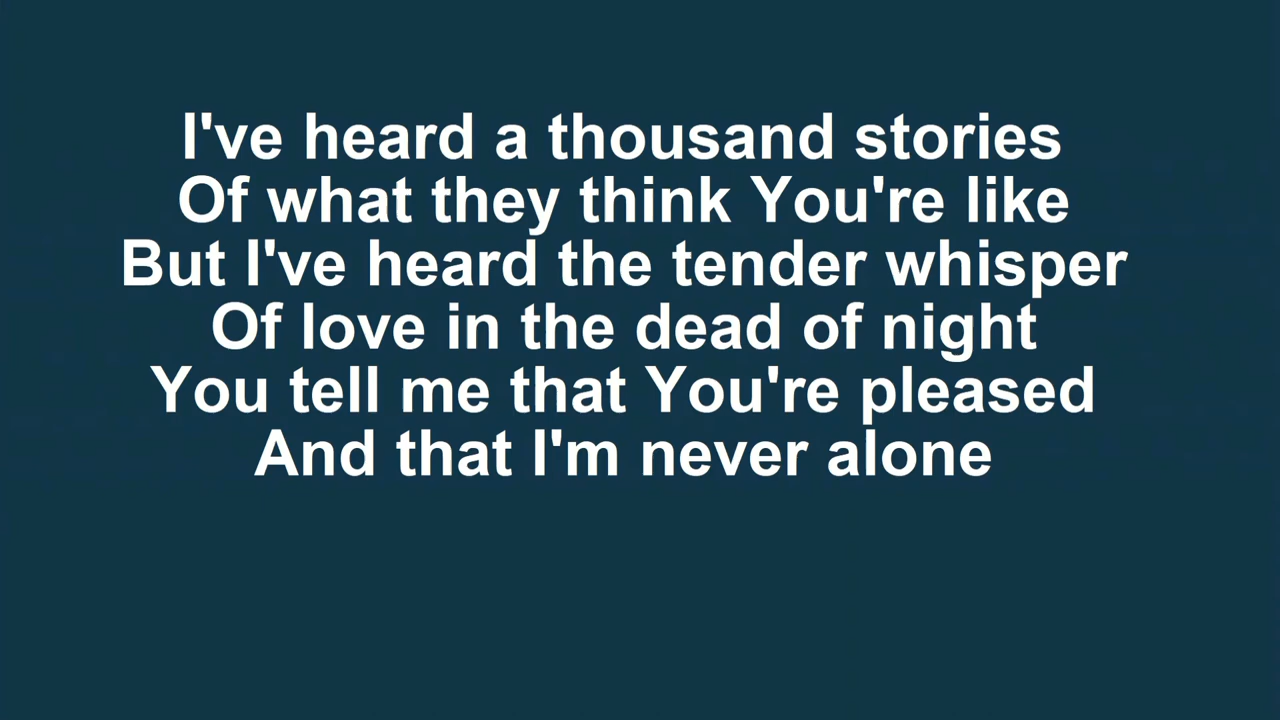 I've heard a thousand stories
Of what they think You're like
But I've heard the tender whisper
Of love in the dead of night
You tell me that You're pleased
And that I'm never alone